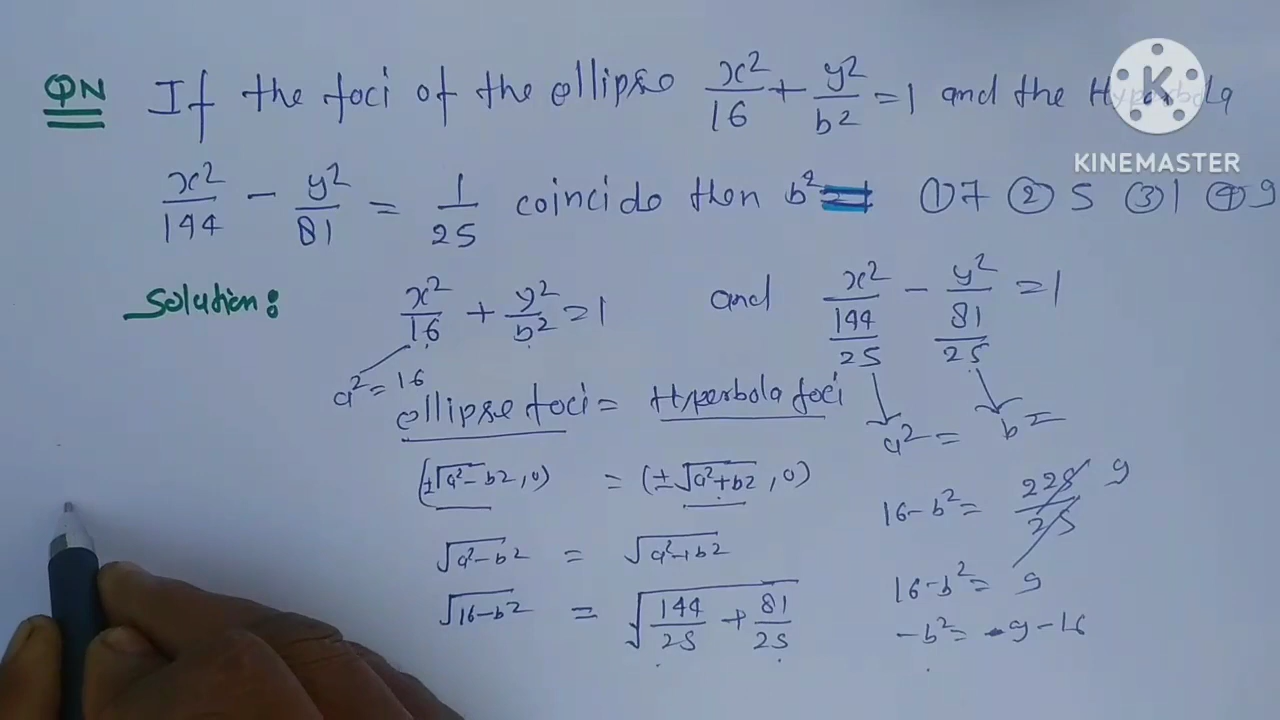 QN If the foci of the ellipse x²/16 + y²/b² = 1 and the
KINEMASTER
x²/144 - y²/81 = 1/25 coincide then b² = ① 7 ② 5 ③ 1 ④ 9
Solution: x²/16 + y²/b² = 1 and x²/(144/25) - y²/(81/25) = 1
a² = 16
ellipse foci = Hyperbola foci
a² = b =
(±√(a²-b2), 0) = (±√(a²+b2), 0)
16-b² = 228/25 9
√(a²-b2) = √(a²+b2)
16-b² = 9
√(16-b²) = √(144/25 + 81/25)
-b² = 9-16